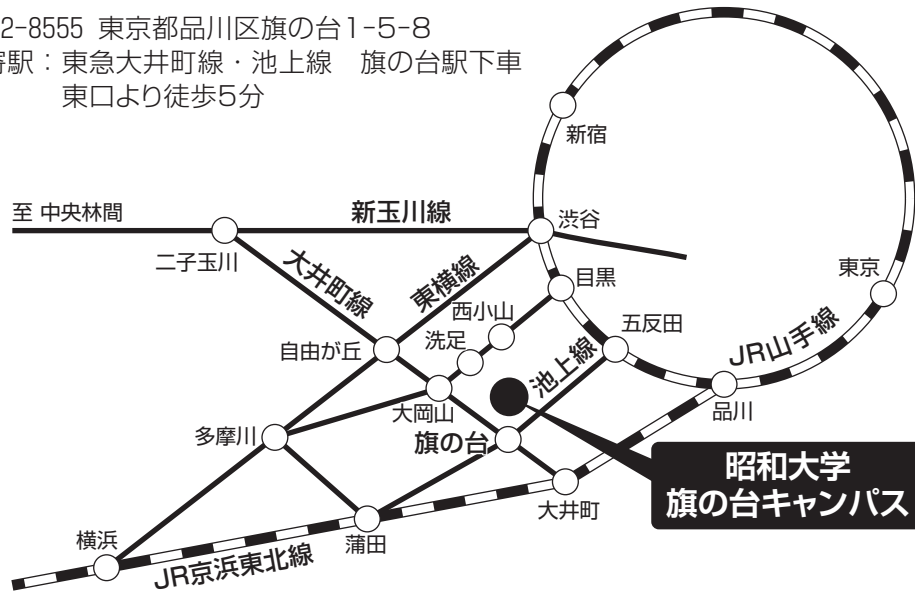 2-8555 東京都品川区旗の台1-5-8
寄駅：東急大井町線・池上線　旗の台駅下車
東口より徒歩5分
新宿
至 中央林間
新玉川線
渋谷
二子玉川
大井町線
東横線
目黒
東京
西小山
五反田
洗足
JR山手線
自由が丘
池上線
大岡山
品川
多摩川
旗の台
昭和大学
旗の台キャンパス
大井町
横浜
蒲田
JR京浜東北線